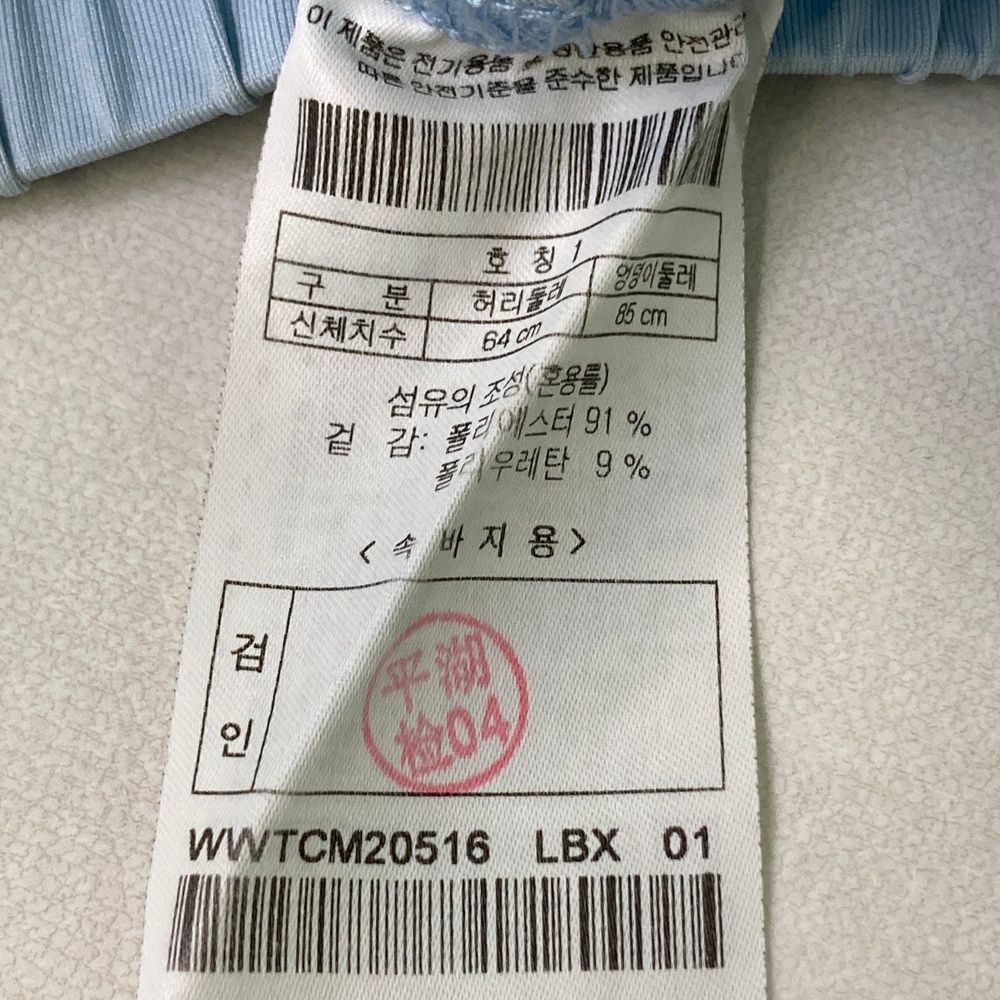 이 제품은 전기용품 및 생활용품 안전관리
따른 안전기준을 준수한 제품입니다
호 칭 1
구 분 허리둘레 엉덩이둘레
신체치수 64 cm 85 cm
섬유의 조성(혼용률)
겉 감: 폴리에스터 91 %
폴리우레탄 9 %
< 속 바 지 용 >
검
인
平湖
检04
WWTCM20516 LBX 01